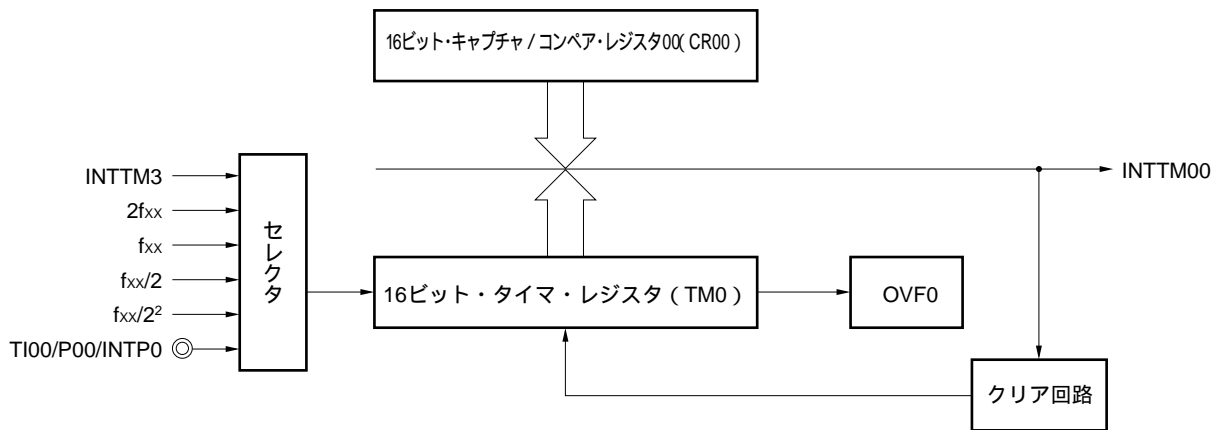 16ビット・キャプチャ/コンペア・レジスタ00(CR00)
INTTM3
2fxx
fxx
fxx/2
fxx/2²
TI00/P00/INTP0
セレクタ
INTTM00
16ビット・タイマ・レジスタ(TM0)
OVF0
クリア回路